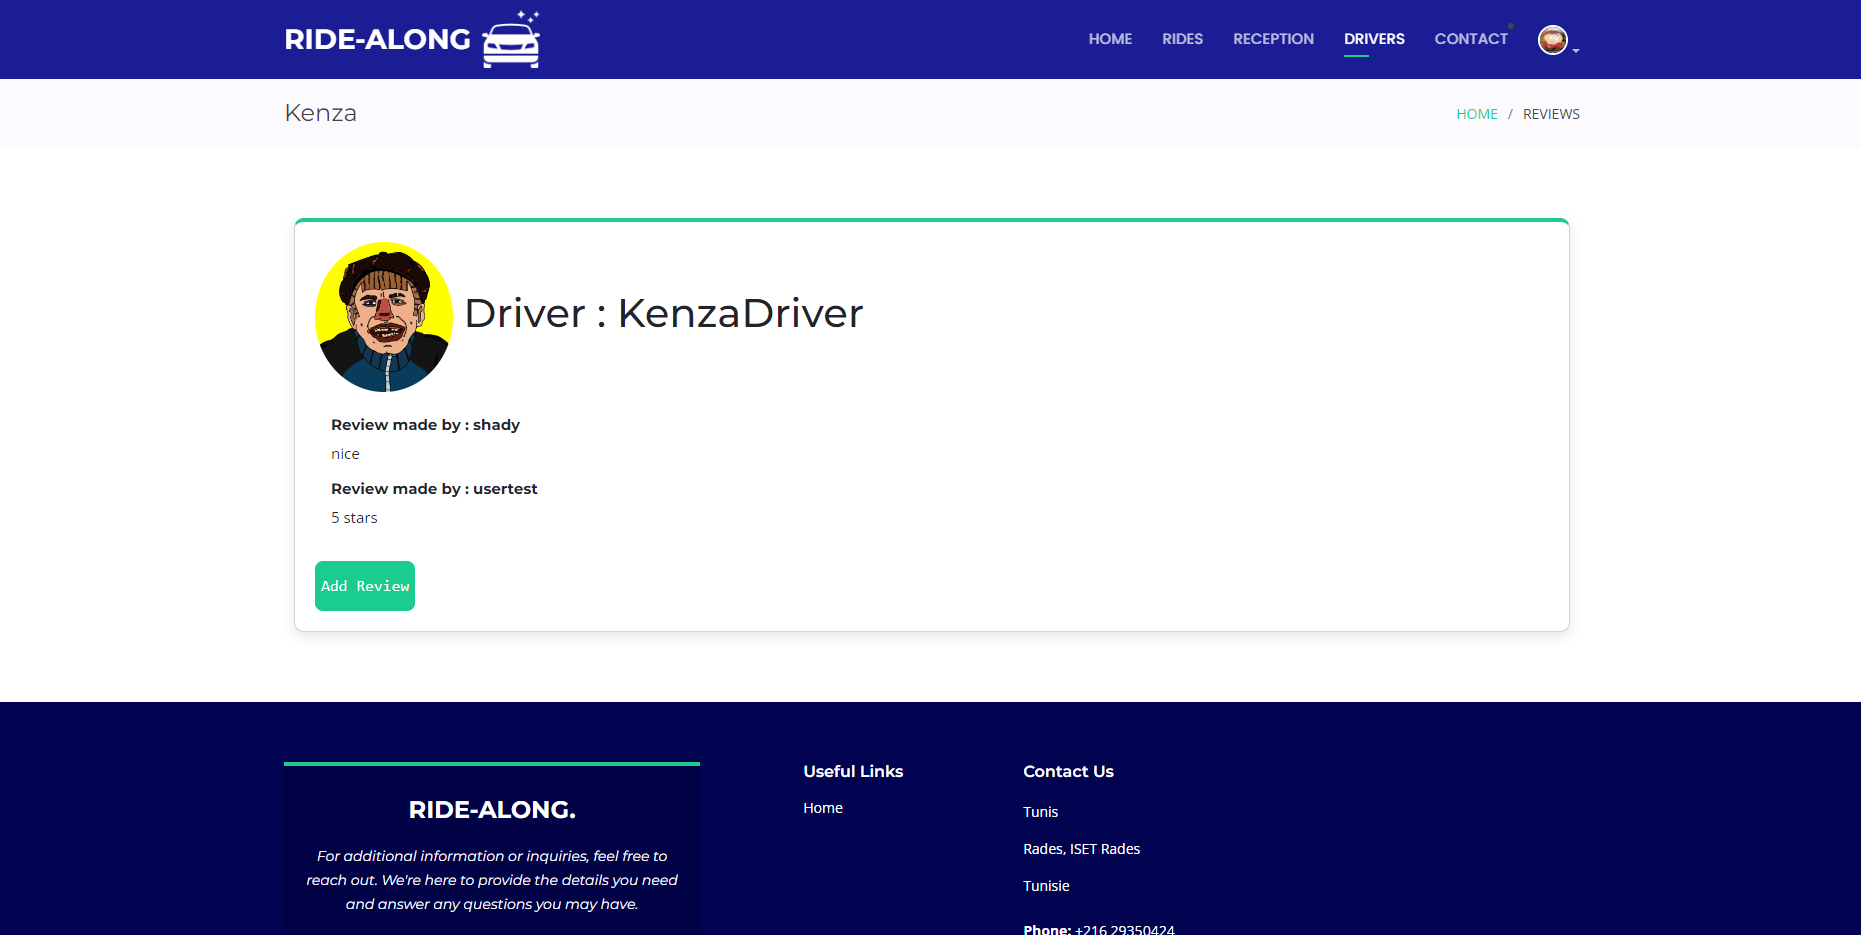 RIDE-ALONG
HOME RIDES RECEPTION DRIVERS CONTACT
Kenza
HOME / REVIEWS
Driver : KenzaDriver
Review made by : shady
nice
Review made by : usertest
5 stars
Add Review
RIDE-ALONG.
For additional information or inquiries, feel free to
reach out. We're here to provide the details you need
and answer any questions you may have.
Useful Links
Home
Contact Us
Tunis
Rades, ISET Rades
Tunisie
Phone: +216 29350424